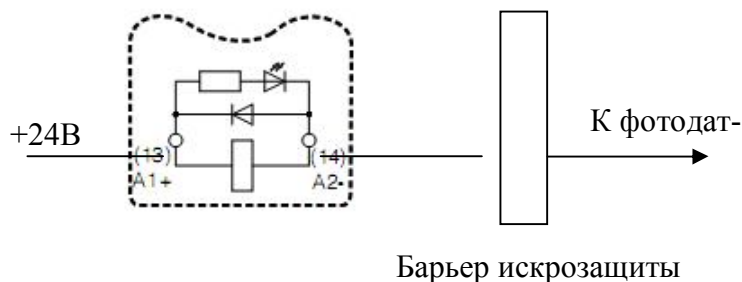 +24В
К фотодат-
(13)
(14)
A1+
A2-
Барьер искрозащиты